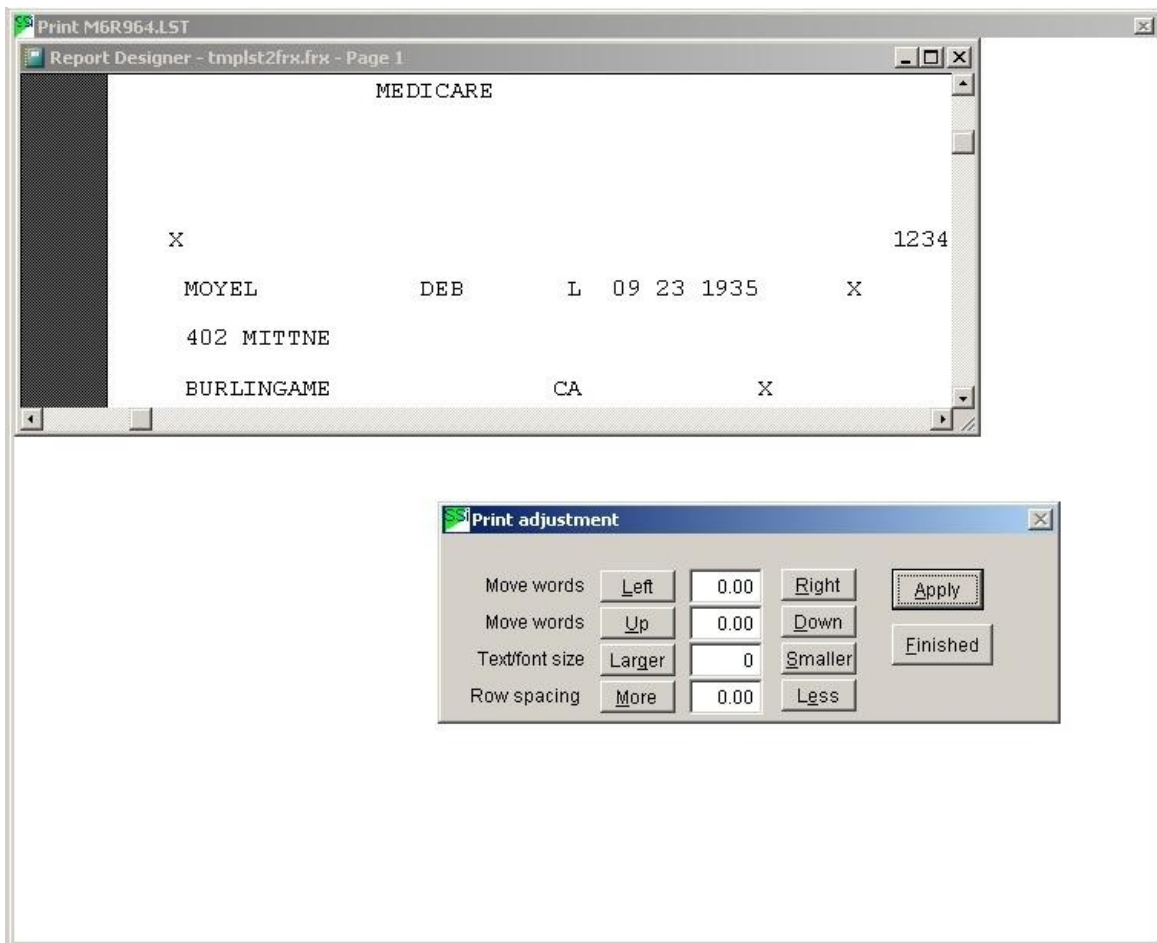 SSi Print M6R964.LST
Report Designer - tmplst2frx.frx - Page 1
MEDICARE
X 1234
MOYEL DEB L 09 23 1935 X
402 MITTNE
BURLINGAME CA X
SSi Print adjustment
Move words Left 0.00 Right Apply
Move words Up 0.00 Down
Text/font size Larger 0 Smaller Finished
Row spacing More 0.00 Less